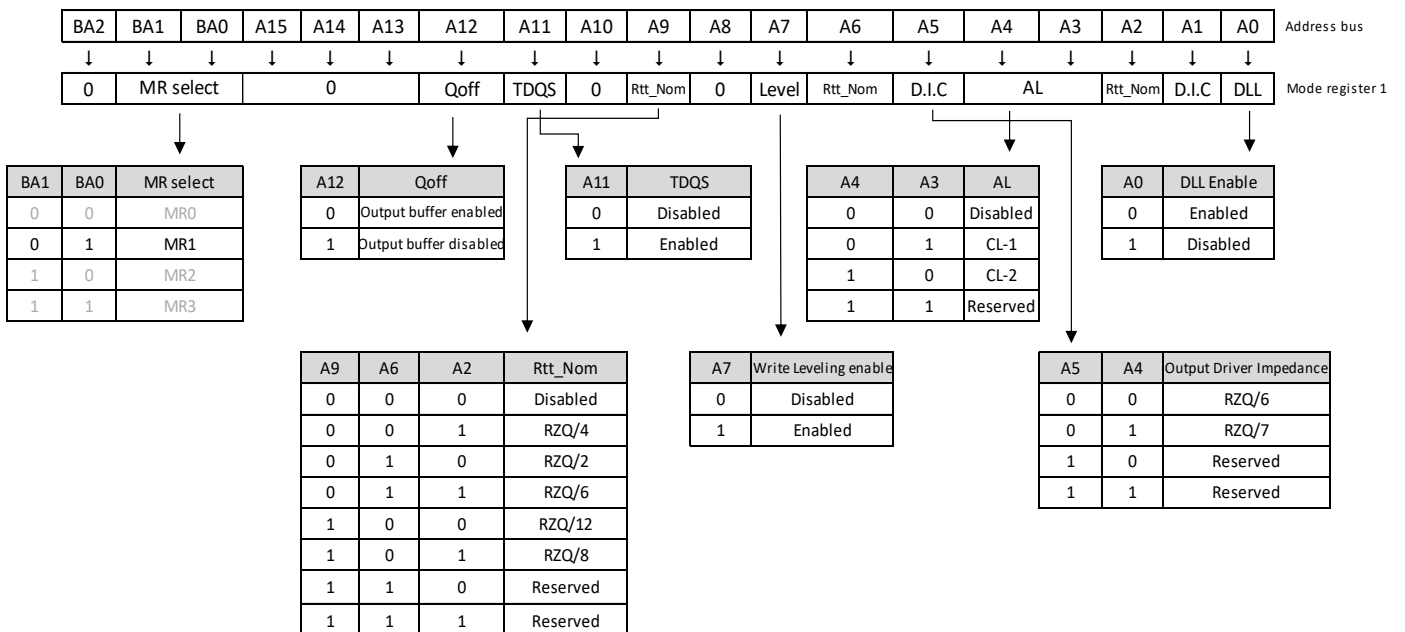 BA2 BA1 BA0 A15 A14 A13 A12 A11 A10 A9 A8 A7 A6 A5 A4 A3 A2 A1 A0 Address bus
0 MR select 0 Qoff TDQS 0 Rtt_Nom 0 Level Rtt_Nom D.I.C AL Rtt_Nom D.I.C DLL Mode register 1
BA1 BA0 MR select
0 0 MR0
0 1 MR1
1 0 MR2
1 1 MR3
A12 Qoff
0 Output buffer enabled
1 Output buffer disabled
A11 TDQS
0 Disabled
1 Enabled
A4 A3 AL
0 0 Disabled
0 1 CL-1
1 0 CL-2
1 1 Reserved
A0 DLL Enable
0 Enabled
1 Disabled
A9 A6 A2 Rtt_Nom
0 0 0 Disabled
0 0 1 RZQ/4
0 1 0 RZQ/2
0 1 1 RZQ/6
1 0 0 RZQ/12
1 0 1 RZQ/8
1 1 0 Reserved
1 1 1 Reserved
A7 Write Leveling enable
0 Disabled
1 Enabled
A5 A4 Output Driver Impedance
0 0 RZQ/6
0 1 RZQ/7
1 0 Reserved
1 1 Reserved